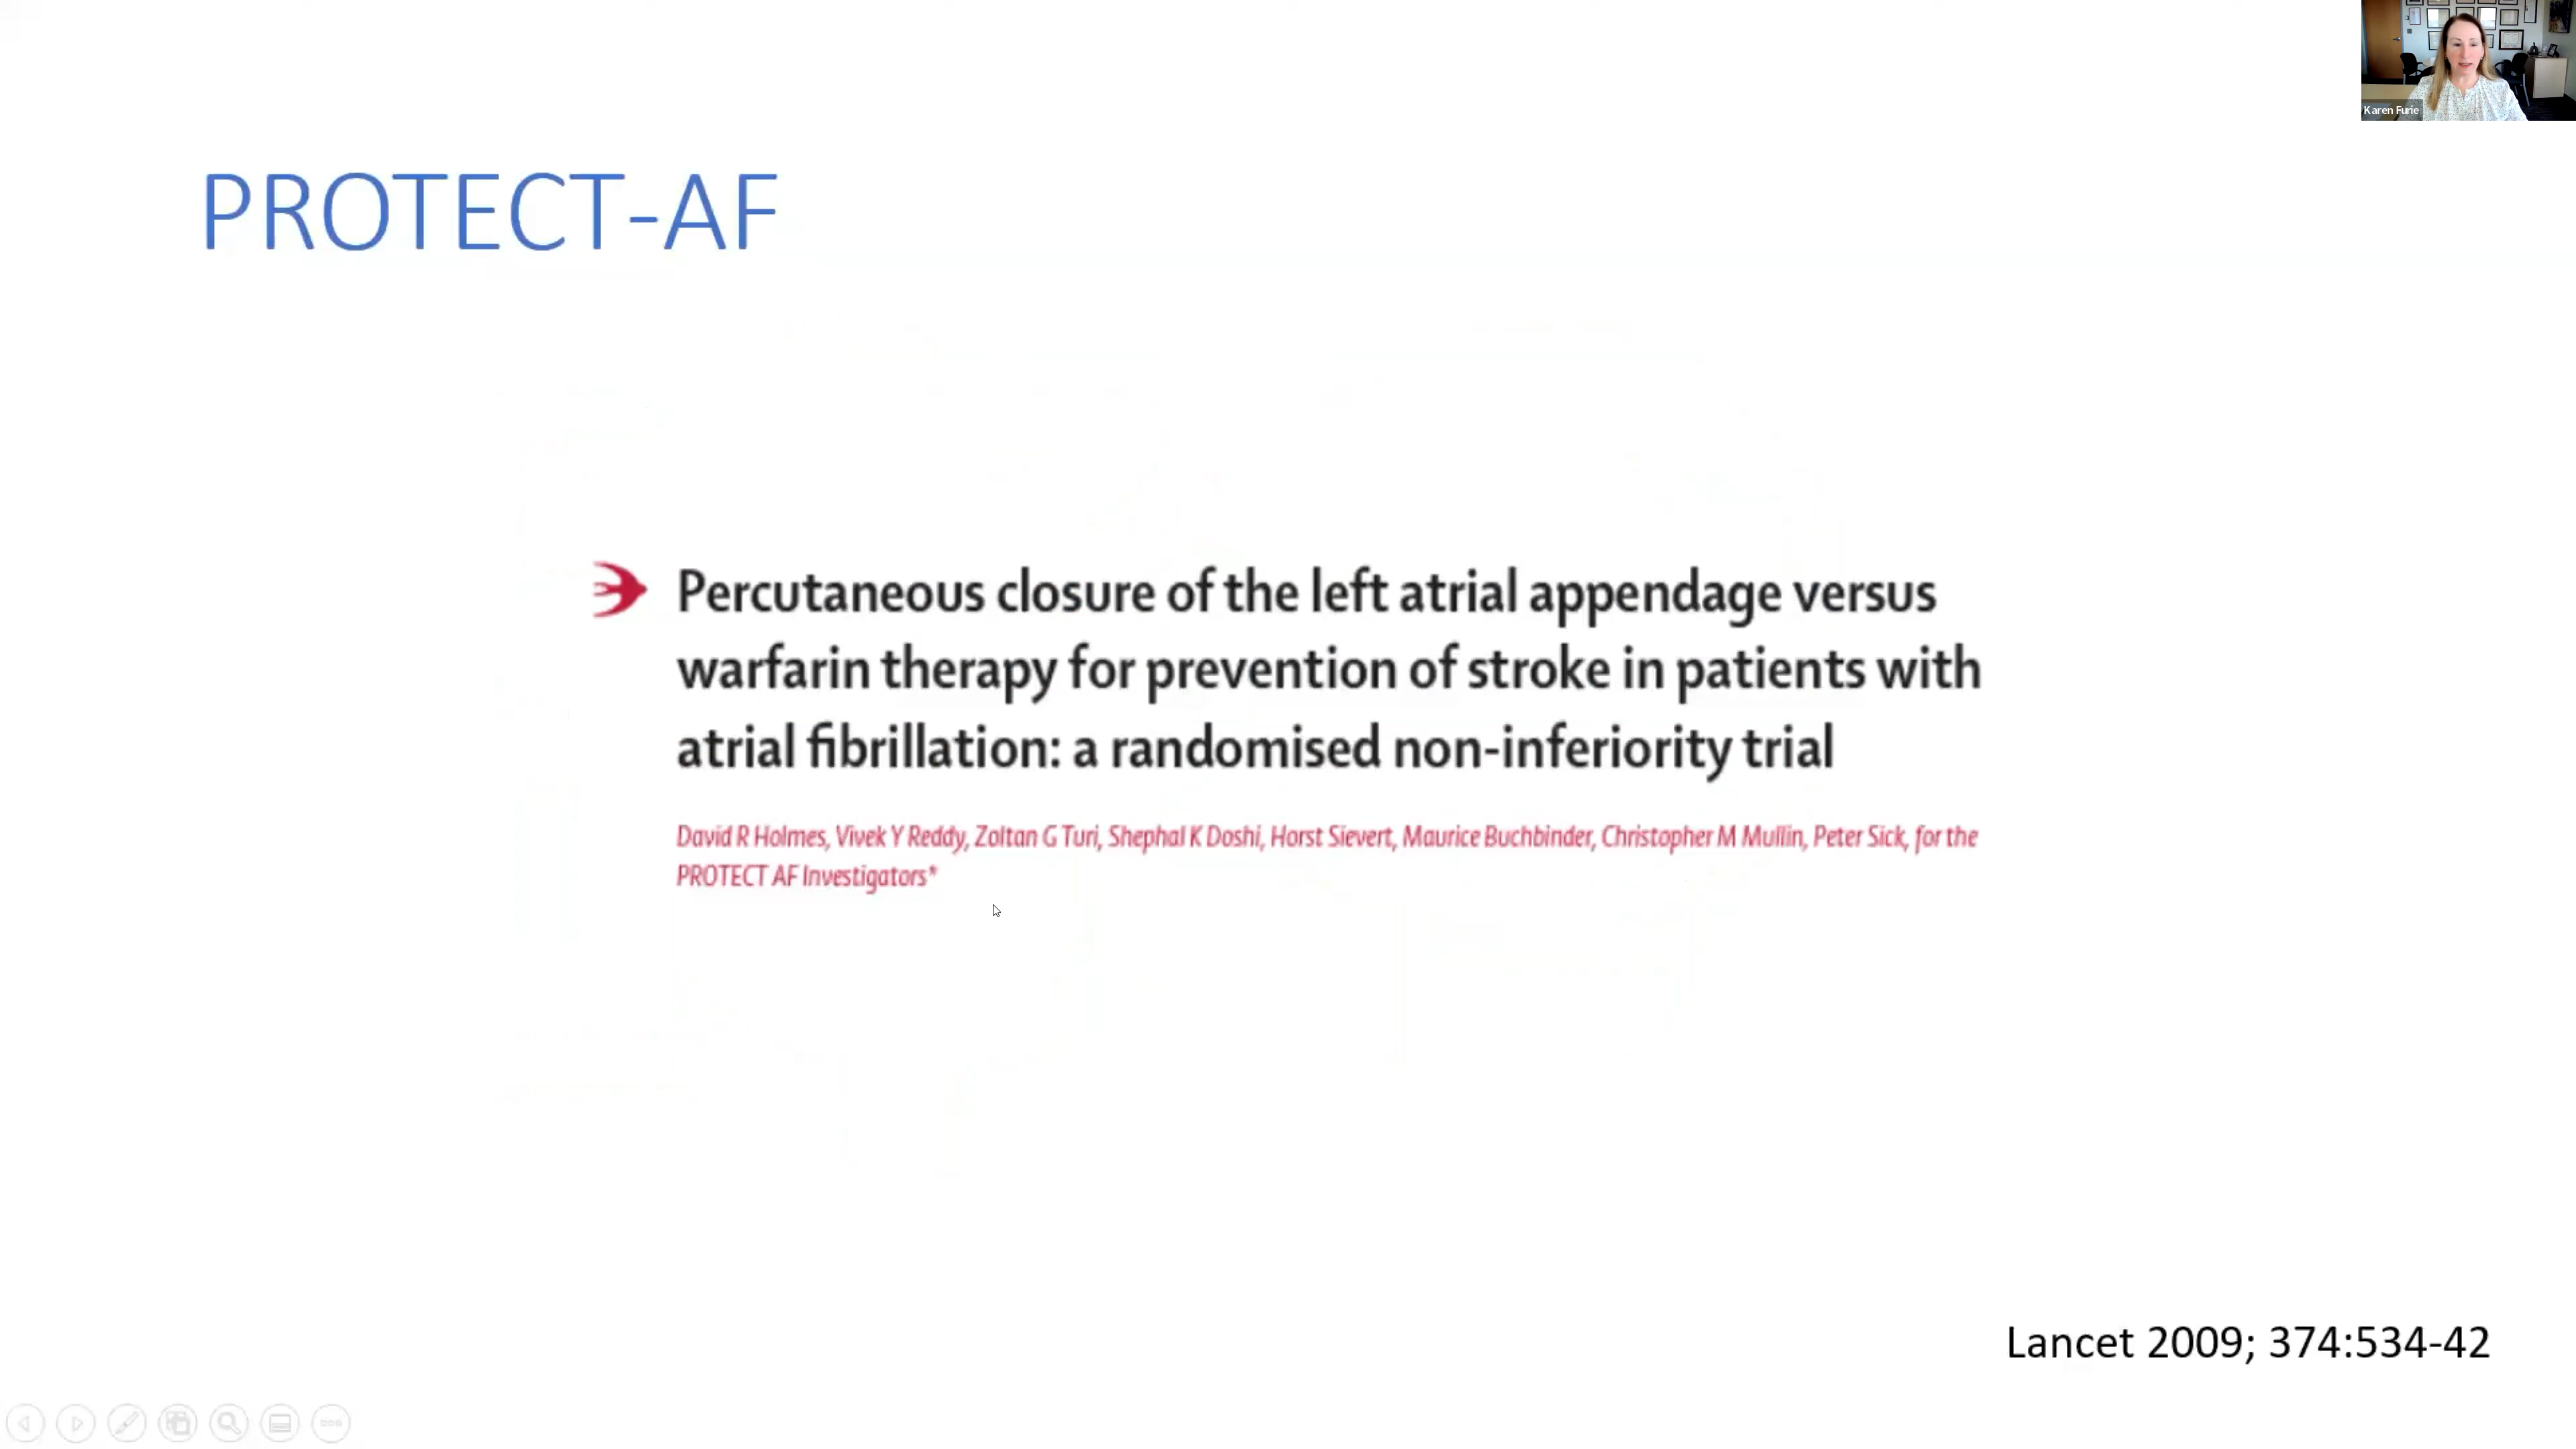 Karen Furie
PROTECT-AF
Percutaneous closure of the left atrial appendage versus
warfarin therapy for prevention of stroke in patients with
atrial fibrillation: a randomised non-inferiority trial
David R Holmes, Vivek Y Reddy, Zoltan G Turi, Shephal K Doshi, Horst Sievert, Maurice Buchbinder, Christopher M Mullin, Peter Sick, for the
PROTECT AF Investigators*
Lancet 2009; 374:534-42